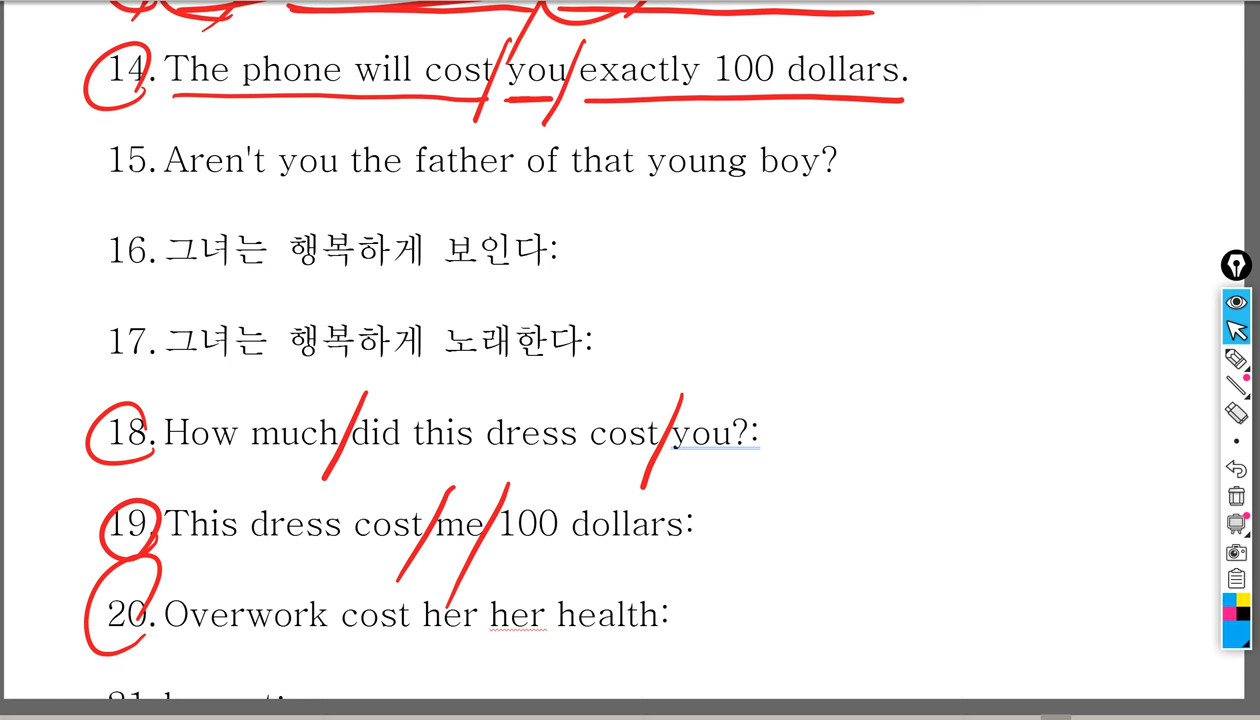 14. The phone will cost you exactly 100 dollars.
15. Aren't you the father of that young boy?
16. 그녀는 행복하게 보인다:
17. 그녀는 행복하게 노래한다:
18. How much did this dress cost you?:
19. This dress cost me 100 dollars:
20. Overwork cost her her health: